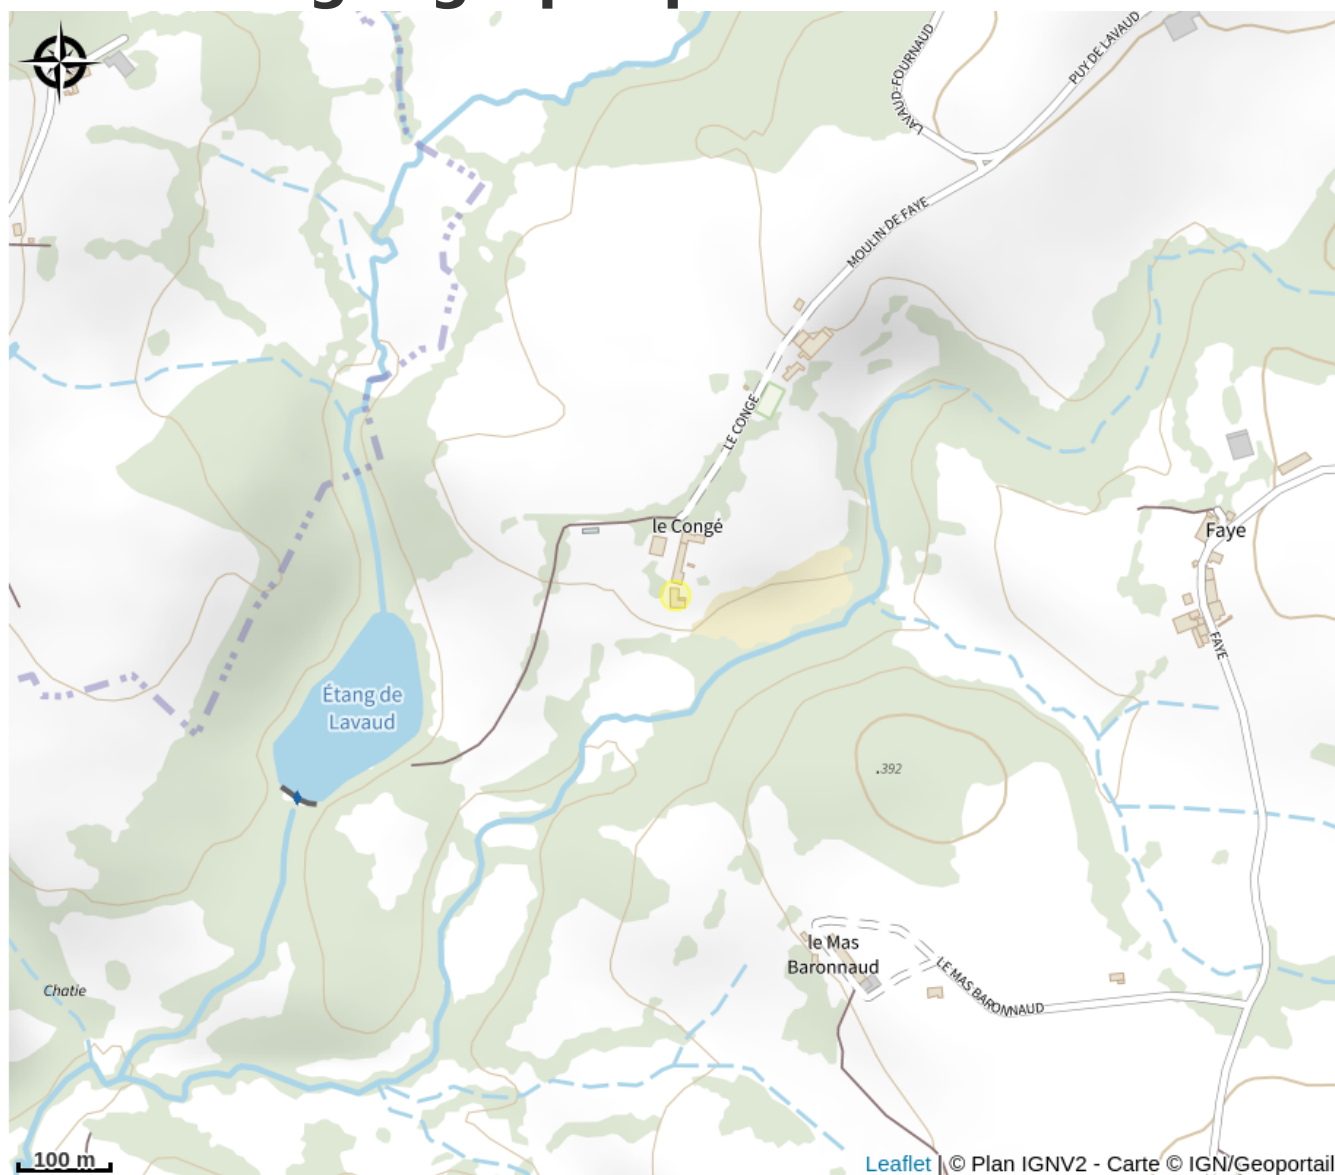 LAVAUD-FOURNAUD
PUY DE LAVAUD
MOULIN DE FAYE
LE CONGE
le Congé
Faye
FAYE
Étang de
Lavaud
.392
le Mas
Baronnaud
LE MAS BARONNAUD
Chatie
100 m
Leaflet | © Plan IGNV2 - Carte © IGN/Geoportail